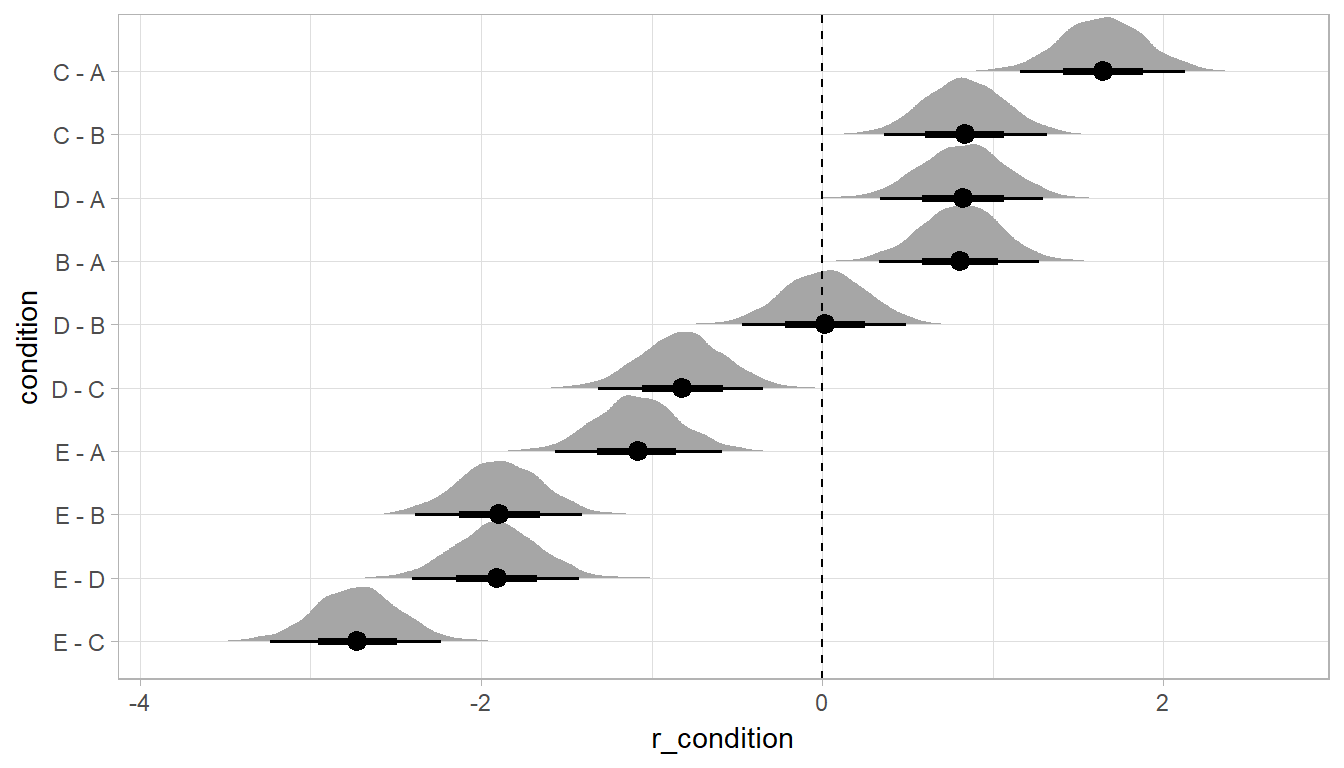 C - A
C - B
D - A
B - A
D - B
D - C
E - A
E - B
E - D
E - C
condition
-4
-2
0
2
r_condition